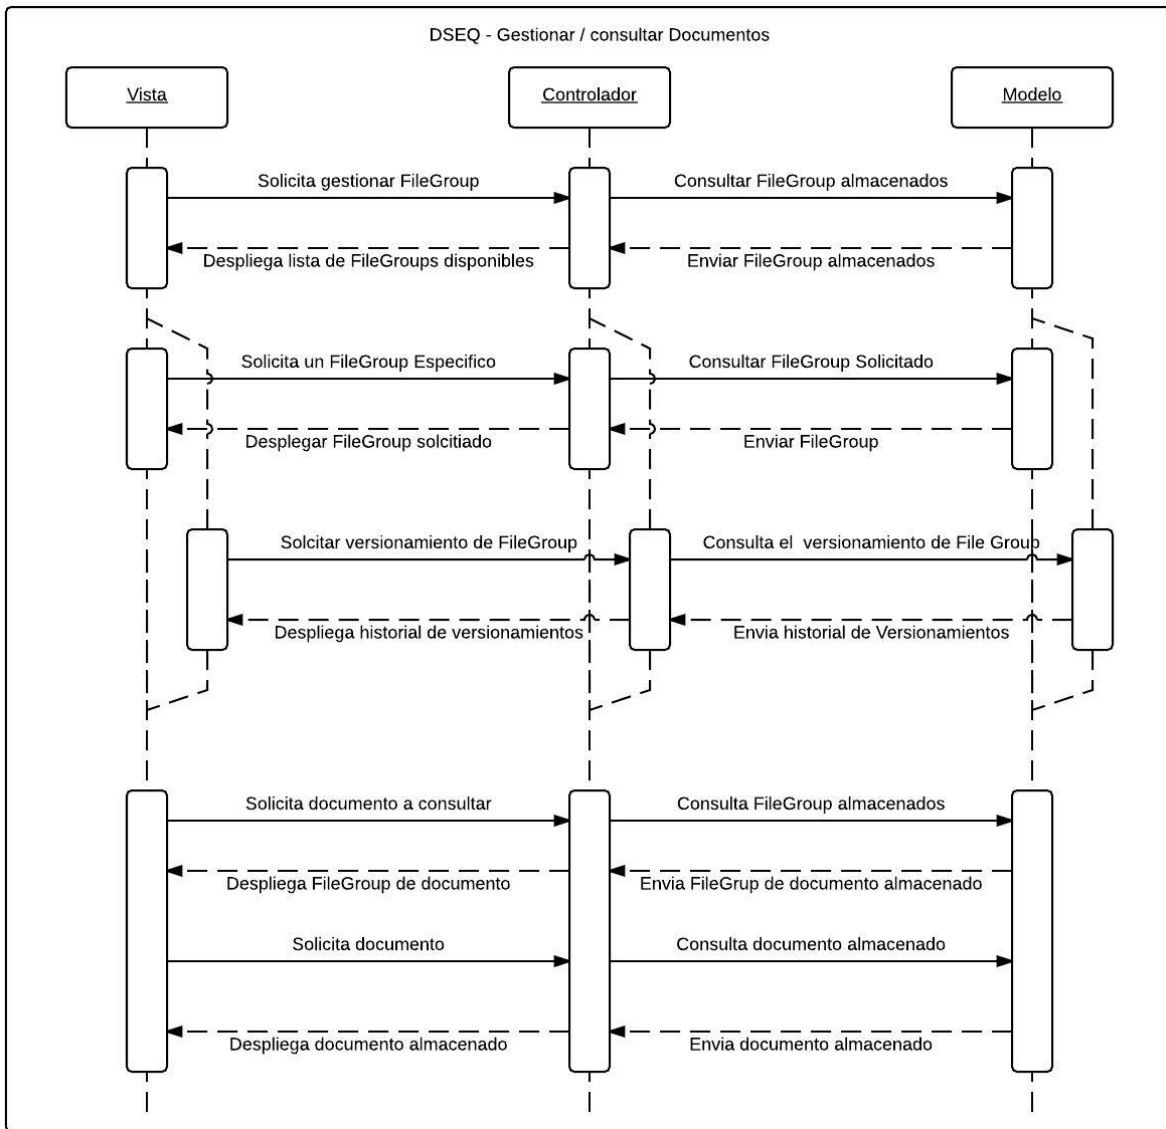 DSEQ - Gestionar / consultar Documentos
Vista
Controlador
Modelo
Solicita gestionar FileGroup
Consultar FileGroup almacenados
Despliega lista de FileGroups disponibles
Enviar FileGroup almacenados
Solicita un FileGroup Especifico
Consultar FileGroup Solicitado
Desplegar FileGroup solcitiado
Enviar FileGroup
Solcitar versionamiento de FileGroup
Consulta el versionamiento de File Group
Despliega historial de versionamientos
Envia historial de Versionamientos
Solicita documento a consultar
Consulta FileGroup almacenados
Despliega FileGroup de documento
Envia FileGrup de documento almacenado
Solicita documento
Consulta documento almacenado
Despliega documento almacenado
Envia documento almacenado